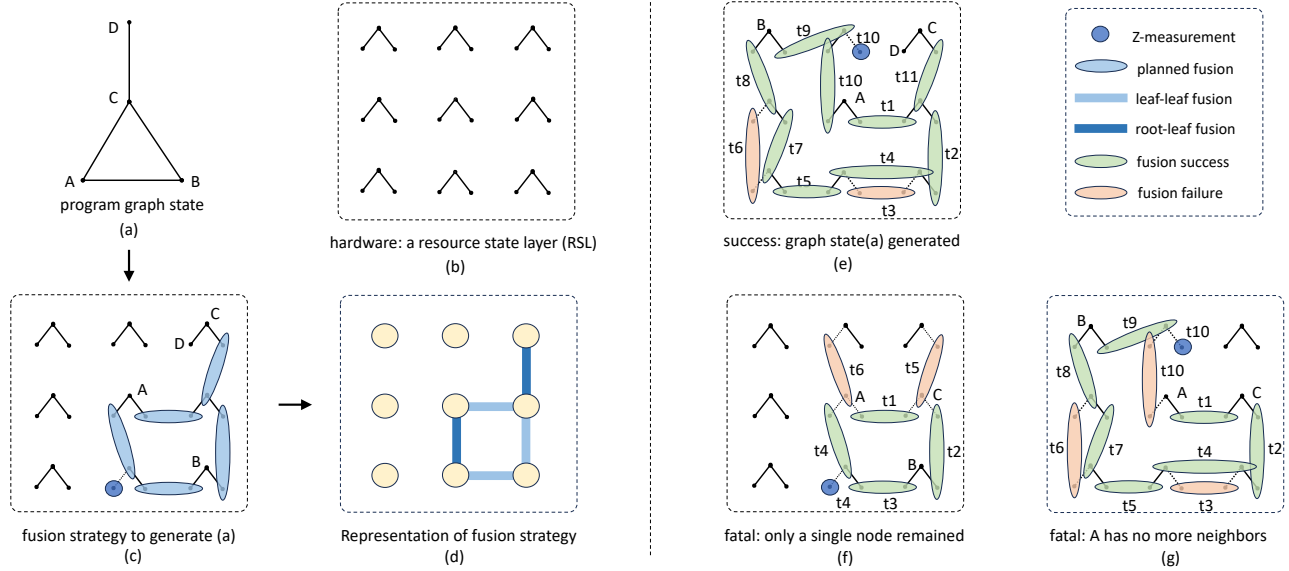 D
C
A
B
program graph state
(a)
hardware: a resource state layer (RSL)
(b)
C
D
A
B
fusion strategy to generate (a)
(c)
Representation of fusion strategy
(d)
B
t9
t10
C
D
t8
t10
t11
A
t1
t6
t7
t4
t2
t5
t3
success: graph state(a) generated
(e)
Z-measurement
planned fusion
leaf-leaf fusion
root-leaf fusion
fusion success
fusion failure
t6
t5
A
t1
C
t4
t2
B
t4
t3
fatal: only a single node remained
(f)
B
t9
t10
t8
t10
A
t1
C
t6
t7
t4
t2
t5
t3
fatal: A has no more neighbors
(g)